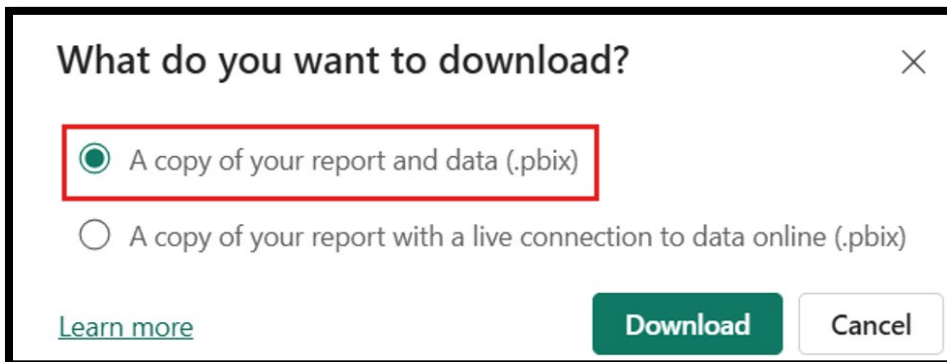 What do you want to download?
A copy of your report and data (.pbix)
A copy of your report with a live connection to data online (.pbix)
Learn more
Download
Cancel